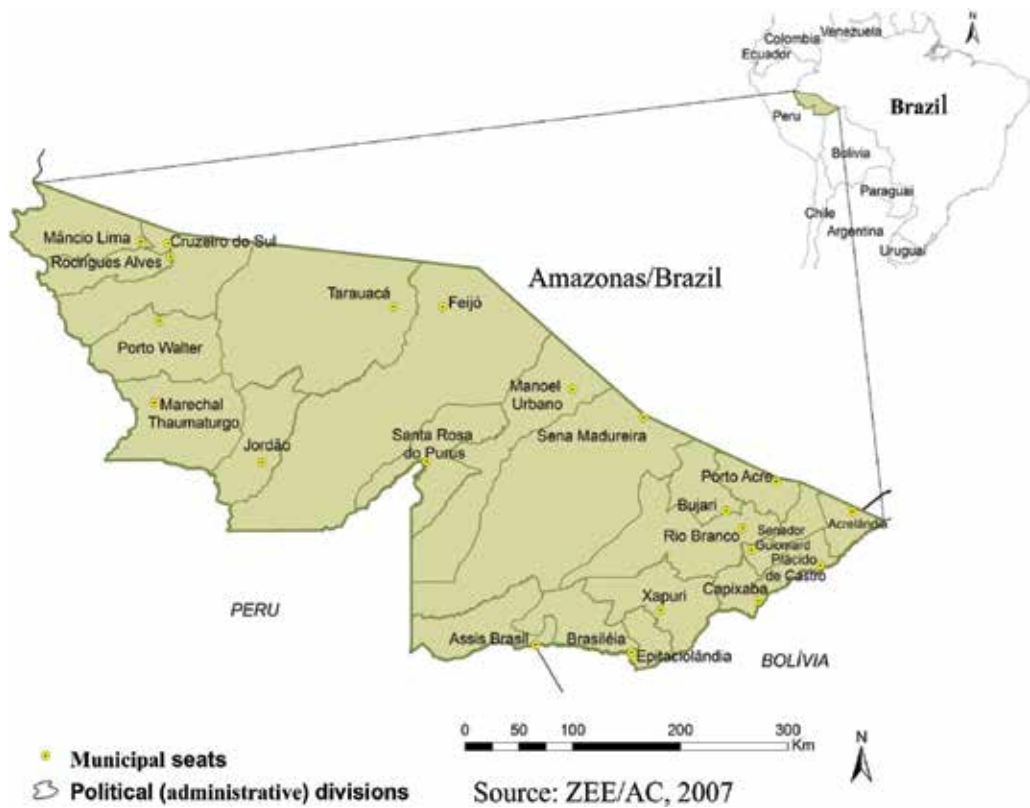 N
Colombia
Venezuela
Ecuador
Brazil
Peru
Bolivia
Paraguai
Chile
Argentina
Uruguai
Mâncio Lima
Cruzeiro do Sul
Rodrigues Alves
Amazonas/Brazil
Tarauacá
Feijó
Porto Walter
Manoel
Urbano
Marechal
Thaumaturgo
Sena Madureira
Santa Rosa
do Purus
Jordão
Porto Acre
Bujari
Acrelândia
Rio Branco
Senador
Guiomard
Plácido
de Castro
Capixaba
Xapuri
PERU
Assis Brasil
Brasiléia
Epitaciolândia
BOLÍVIA
0 50 100 200 300
Km
N
Municipal seats
Political (administrative) divisions
Source: ZEE/AC, 2007